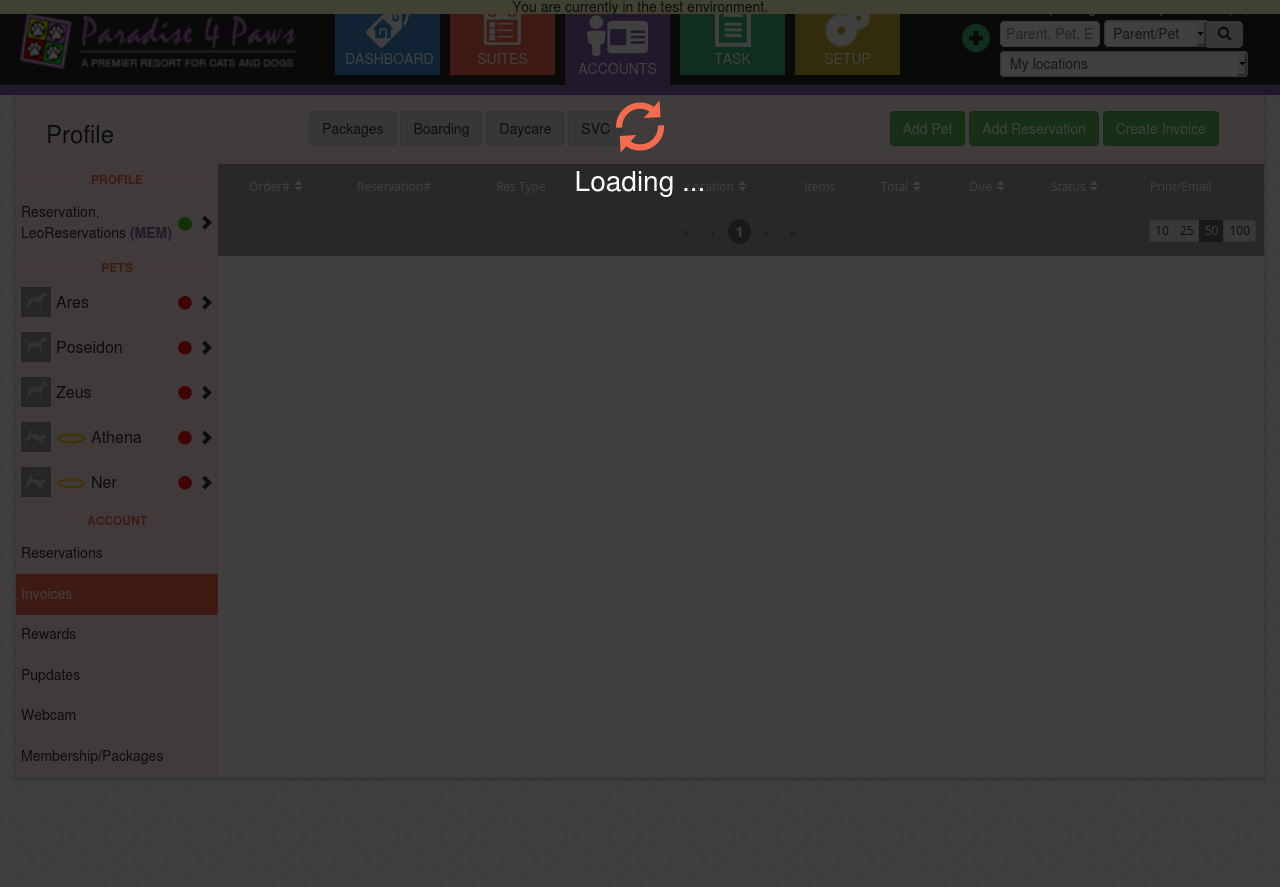 You are currently in the test environment.
Paradise 4 Paws
A PREMIER RESORT FOR CATS AND DOGS
DASHBOARD
SUITES
ACCOUNTS
TASK
SETUP
Parent, Pet, E
Parent/Pet
My locations
Profile
Packages
Boarding
Daycare
SVC
Add Pet
Add Reservation
Create Invoice
Loading ...
PROFILE
Reservation,
LeoReservations (MEM)
PETS
Ares
Poseidon
Zeus
Athena
Ner
ACCOUNT
Reservations
Invoices
Rewards
Pupdates
Webcam
Membership/Packages
Order#
Reservation#
Res Type
Items
Total
Due
Status
Print/Email
« ‹ 1 › »
10 25 50 100